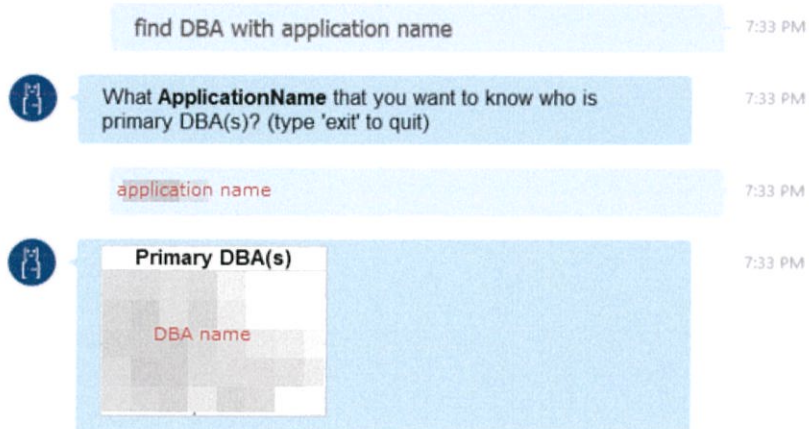 find DBA with application name
7:33 PM
What ApplicationName that you want to know who is
7:33 PM
primary DBA(s)? (type 'exit' to quit)
application name
7:33 PM
Primary DBA(s)
7:33 PM
DBA name